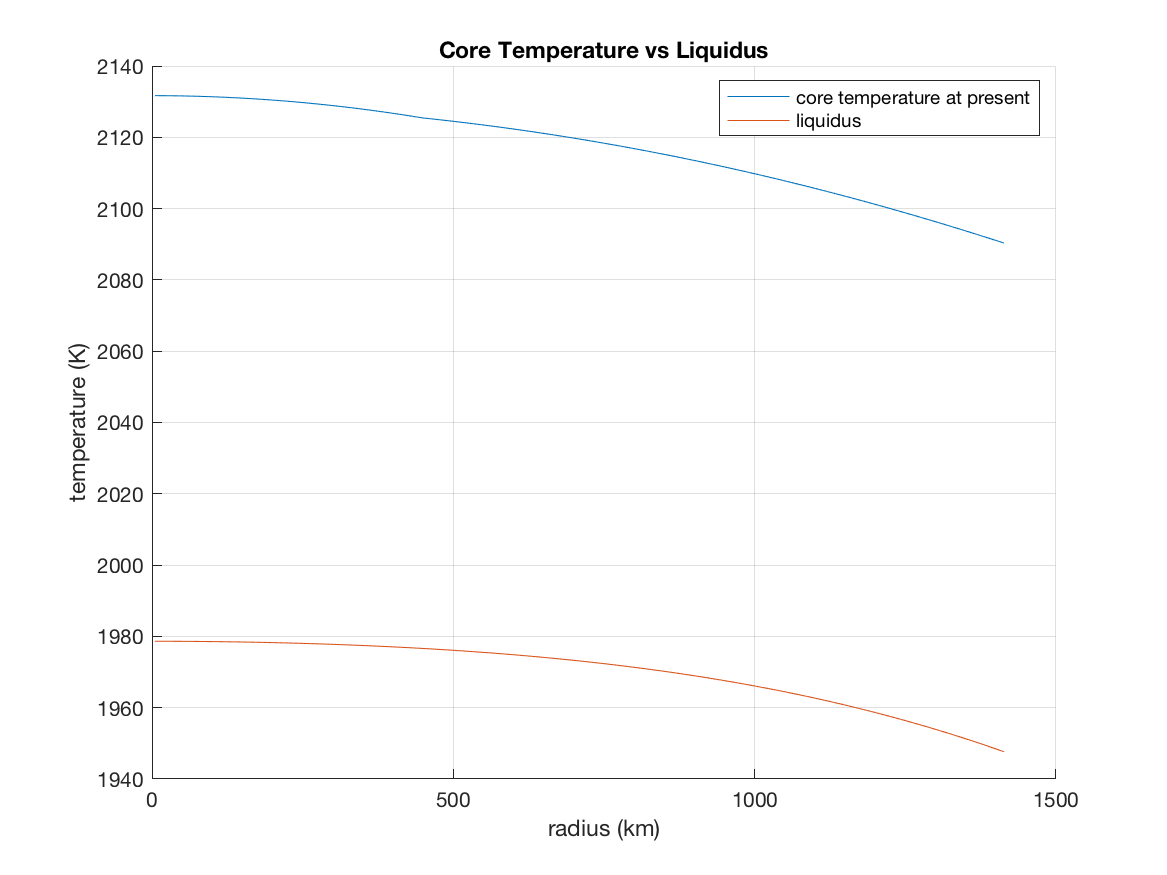 Core Temperature vs Liquidus
core temperature at present
liquidus
temperature (K)
2140
2120
2100
2080
2060
2040
2020
2000
1980
1960
1940
0 500 1000 1500
radius (km)